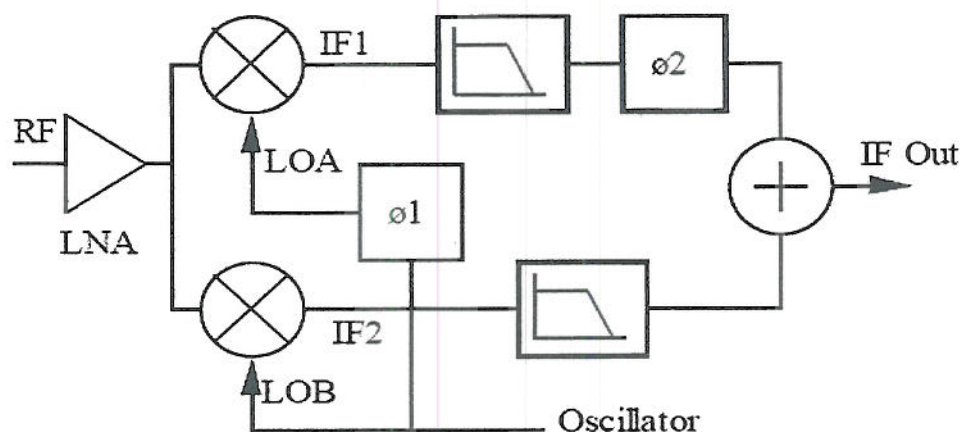 IF1
ø2
RF
LOA
IF Out
ø1
LNA
IF2
LOB
Oscillator